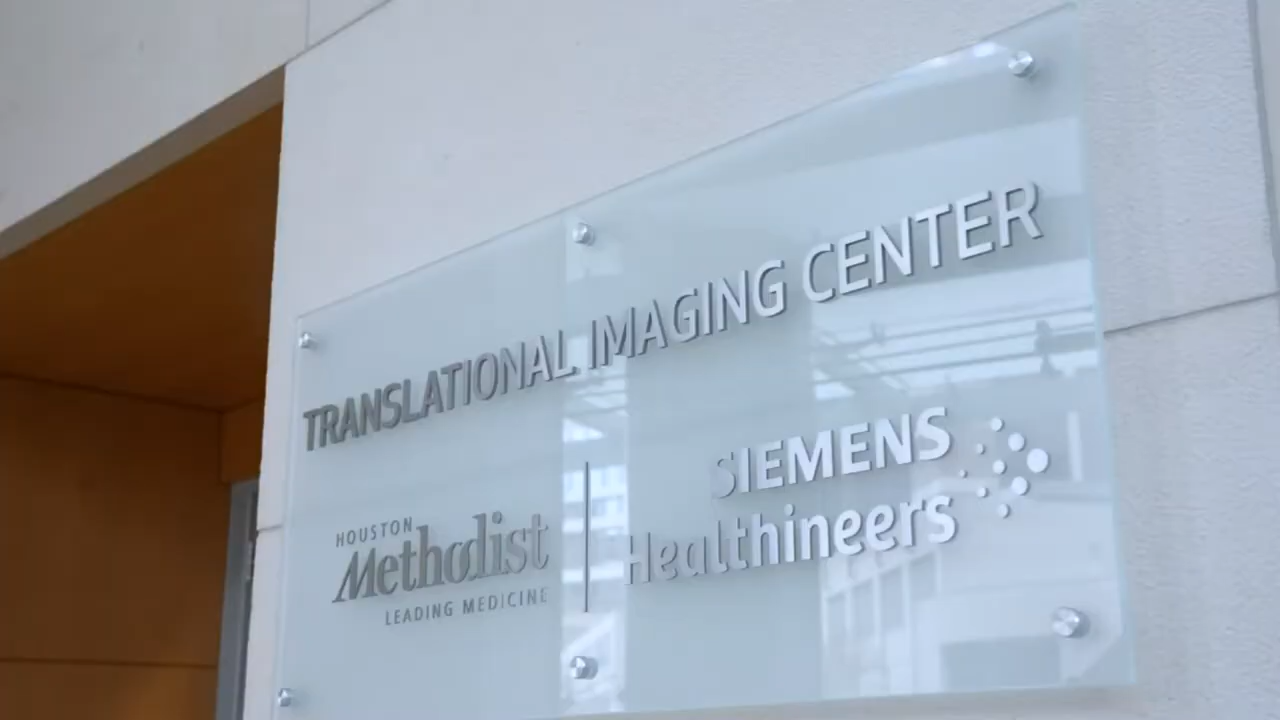 TRANSLATIONAL IMAGING CENTER
HOUSTON
Methodist
LEADING MEDICINE
SIEMENS
Healthineers